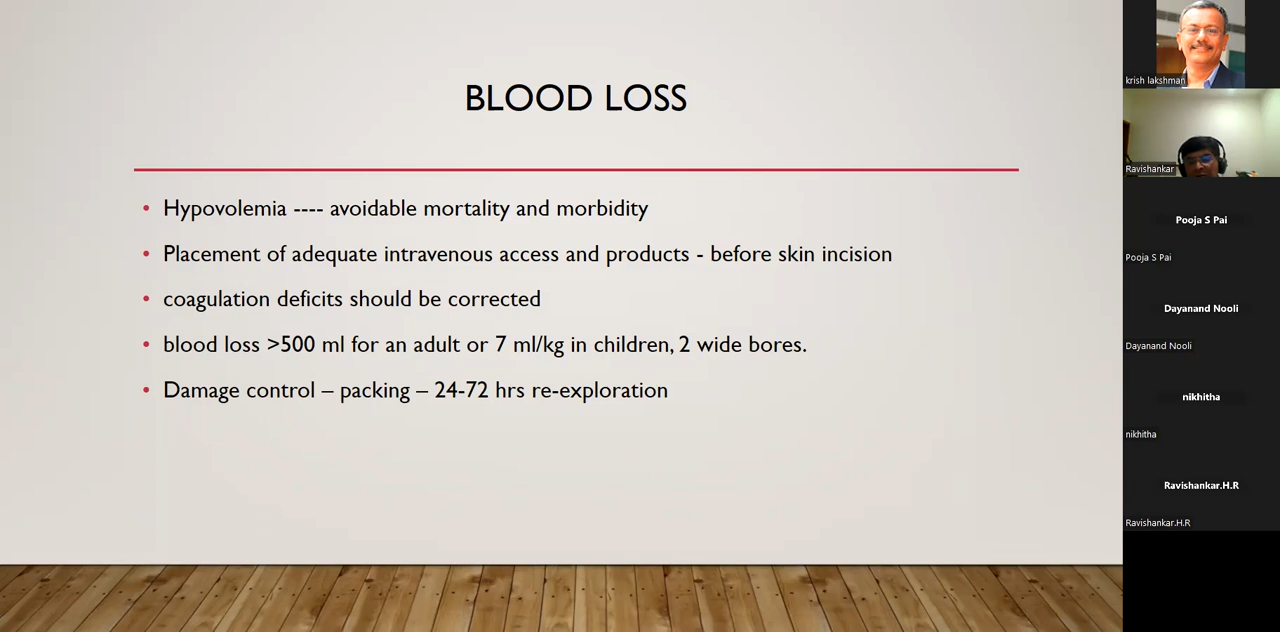 BLOOD LOSS
• Hypovolemia ---- avoidable mortality and morbidity
• Placement of adequate intravenous access and products - before skin incision
• coagulation deficits should be corrected
• blood loss >500 ml for an adult or 7 ml/kg in children, 2 wide bores.
• Damage control – packing – 24-72 hrs re-exploration
krish lakshman
Ravishankar
Pooja S Pai
Pooja S Pai
Dayanand Nooli
Dayanand Nooli
nikhitha
nikhitha
Ravishankar.H.R
Ravishankar.H.R